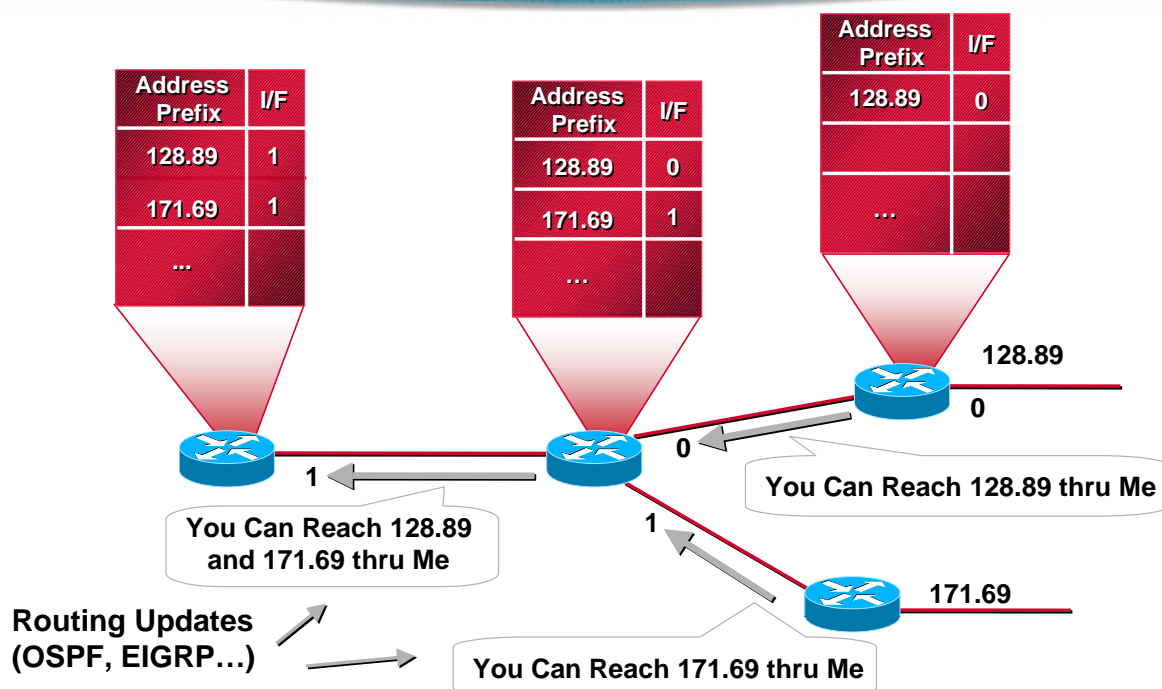 Address Prefix I/F
128.89 1
171.69 1
...
Address Prefix I/F
128.89 0
171.69 1
…
Address Prefix I/F
128.89 0
…
128.89
0
0
You Can Reach 128.89 thru Me
1
You Can Reach 128.89
and 171.69 thru Me
1
171.69
Routing Updates
(OSPF, EIGRP…)
You Can Reach 171.69 thru Me